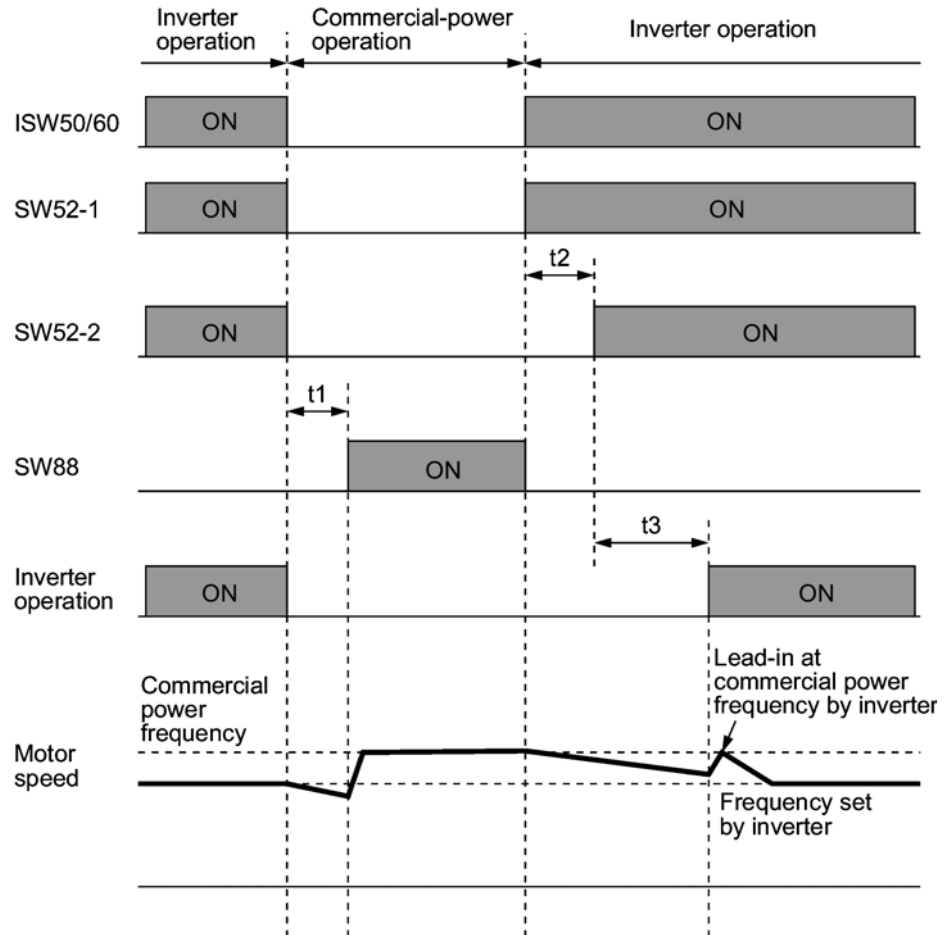 Inverter
operation
Commercial-power
operation
Inverter operation
ISW50/60
ON
ON
SW52-1
ON
ON
t2
SW52-2
ON
ON
t1
SW88
ON
t3
Inverter
operation
ON
ON
Commercial
power
frequency
Lead-in at
commercial power
frequency by inverter
Motor
speed
Frequency set
by inverter